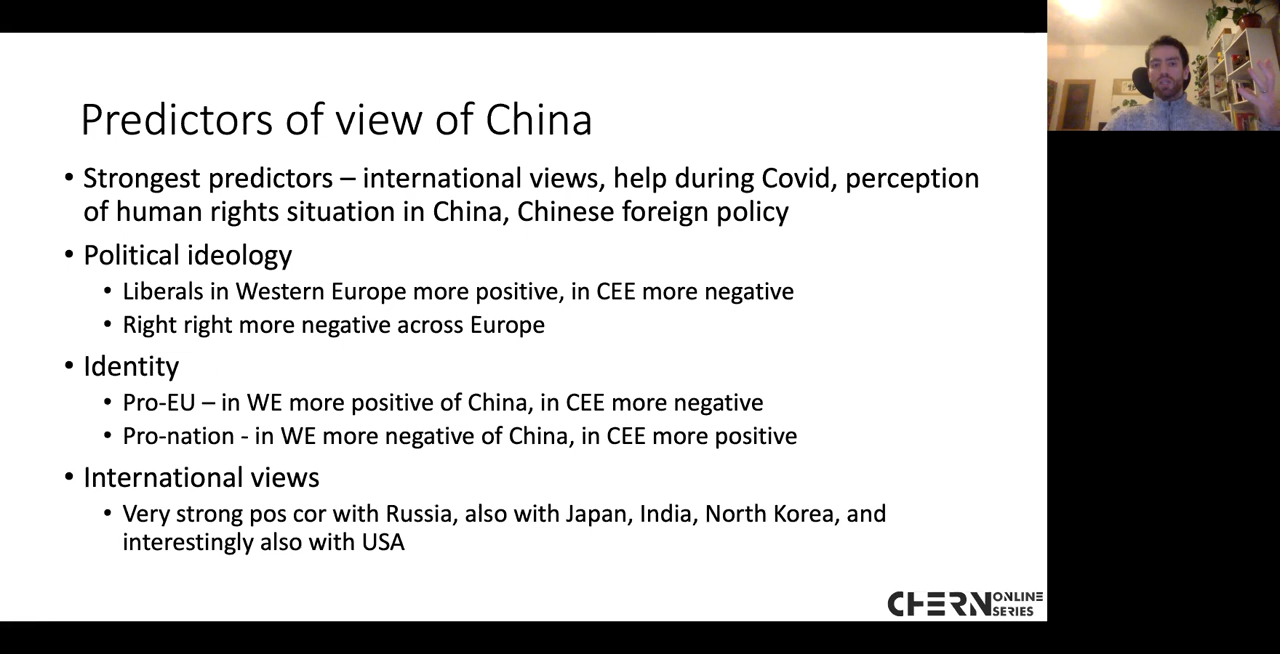 Predictors of view of China
• Strongest predictors – international views, help during Covid, perception
of human rights situation in China, Chinese foreign policy
• Political ideology
• Liberals in Western Europe more positive, in CEE more negative
• Right right more negative across Europe
• Identity
• Pro-EU – in WE more positive of China, in CEE more negative
• Pro-nation - in WE more negative of China, in CEE more positive
• International views
• Very strong pos cor with Russia, also with Japan, India, North Korea, and
interestingly also with USA
CHERN ONLINE
SERIES